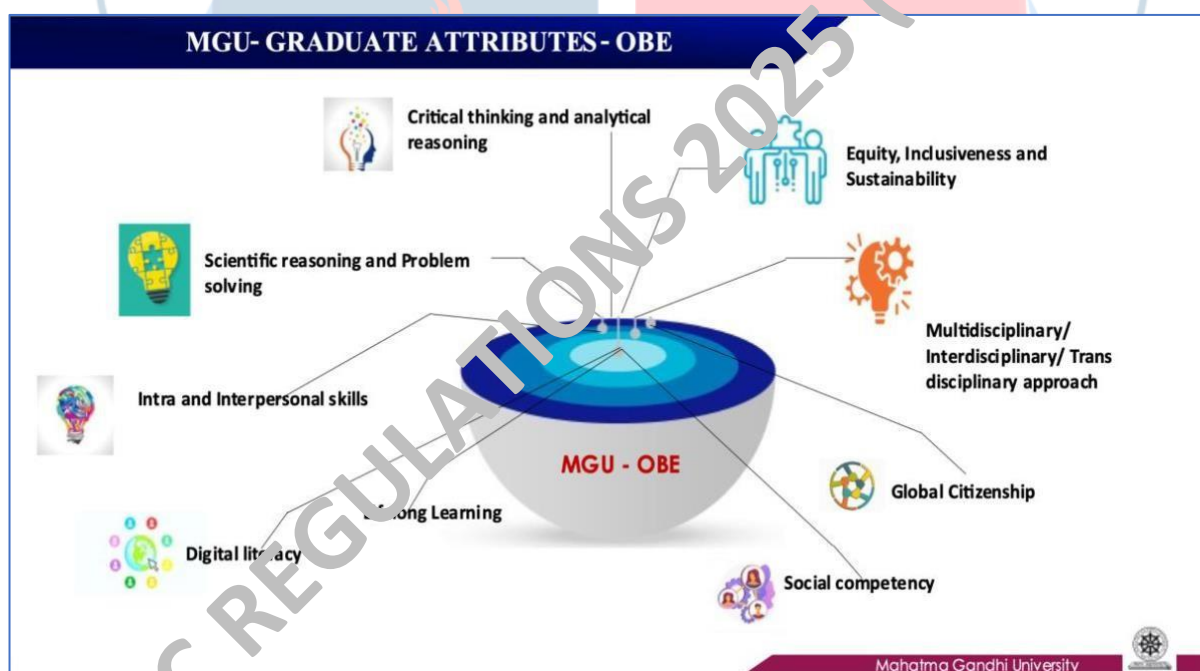 MGU- GRADUATE ATTRIBUTES - OBE
Critical thinking and analytical
reasoning
Equity, Inclusiveness and
Sustainability
Scientific reasoning and Problem
solving
Multidisciplinary/
Interdisciplinary/ Trans
disciplinary approach
Intra and Interpersonal skills
MGU - OBE
Global Citizenship
Learning
Digital
Social competency
Mahatma Gandhi University
REGULATIONS 2025 (